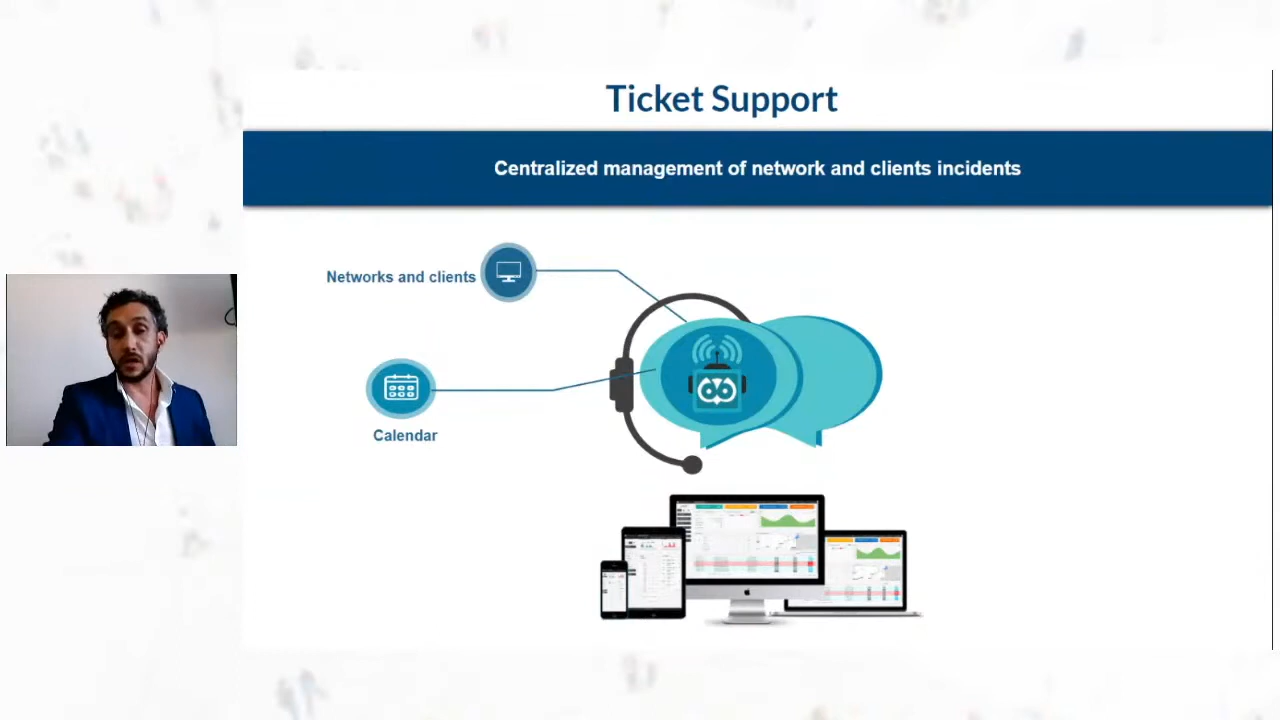 Ticket Support
Centralized management of network and clients incidents
Networks and clients
Calendar